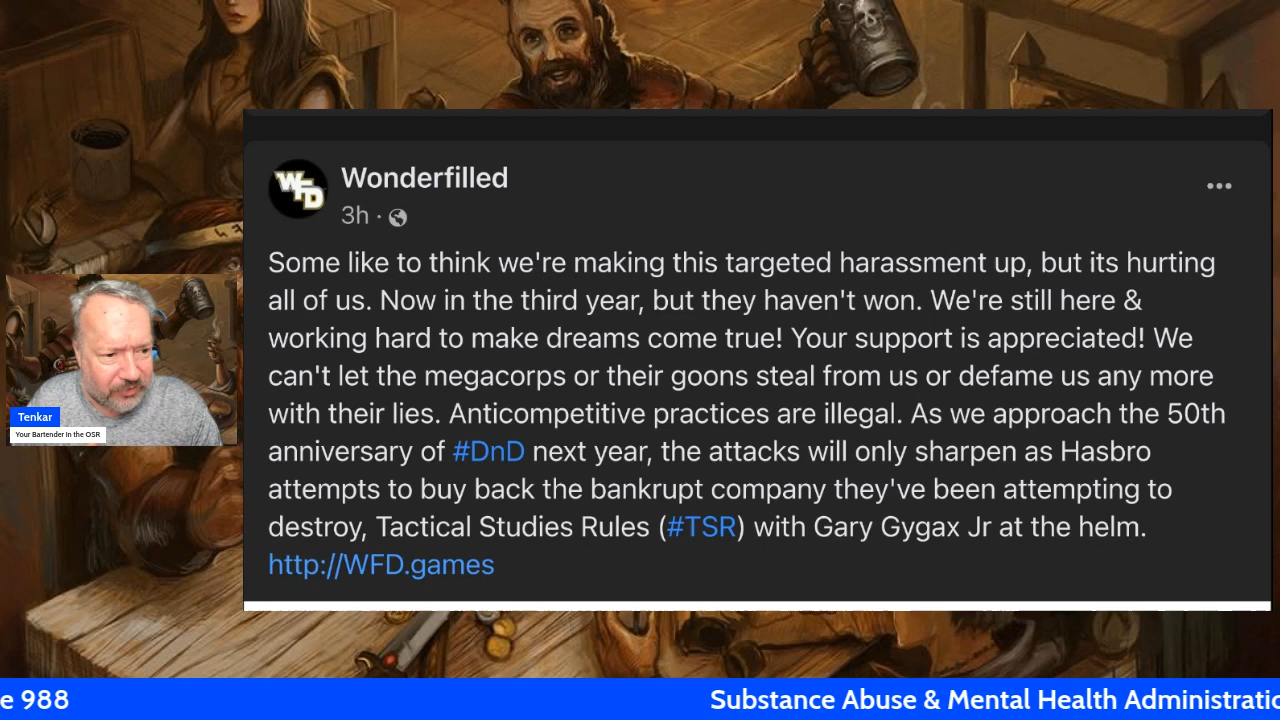 WFD
Wonderfilled
3h ·
Some like to think we're making this targeted harassment up, but its hurting
all of us. Now in the third year, but they haven't won. We're still here &
working hard to make dreams come true! Your support is appreciated! We
can't let the megacorps or their goons steal from us or defame us any more
with their lies. Anticompetitive practices are illegal. As we approach the 50th
anniversary of #DnD next year, the attacks will only sharpen as Hasbro
attempts to buy back the bankrupt company they've been attempting to
destroy, Tactical Studies Rules (#TSR) with Gary Gygax Jr at the helm.
http://WFD.games
Tenkar
Your Bartender in the OSR
e 988
Substance Abuse & Mental Health Administratio